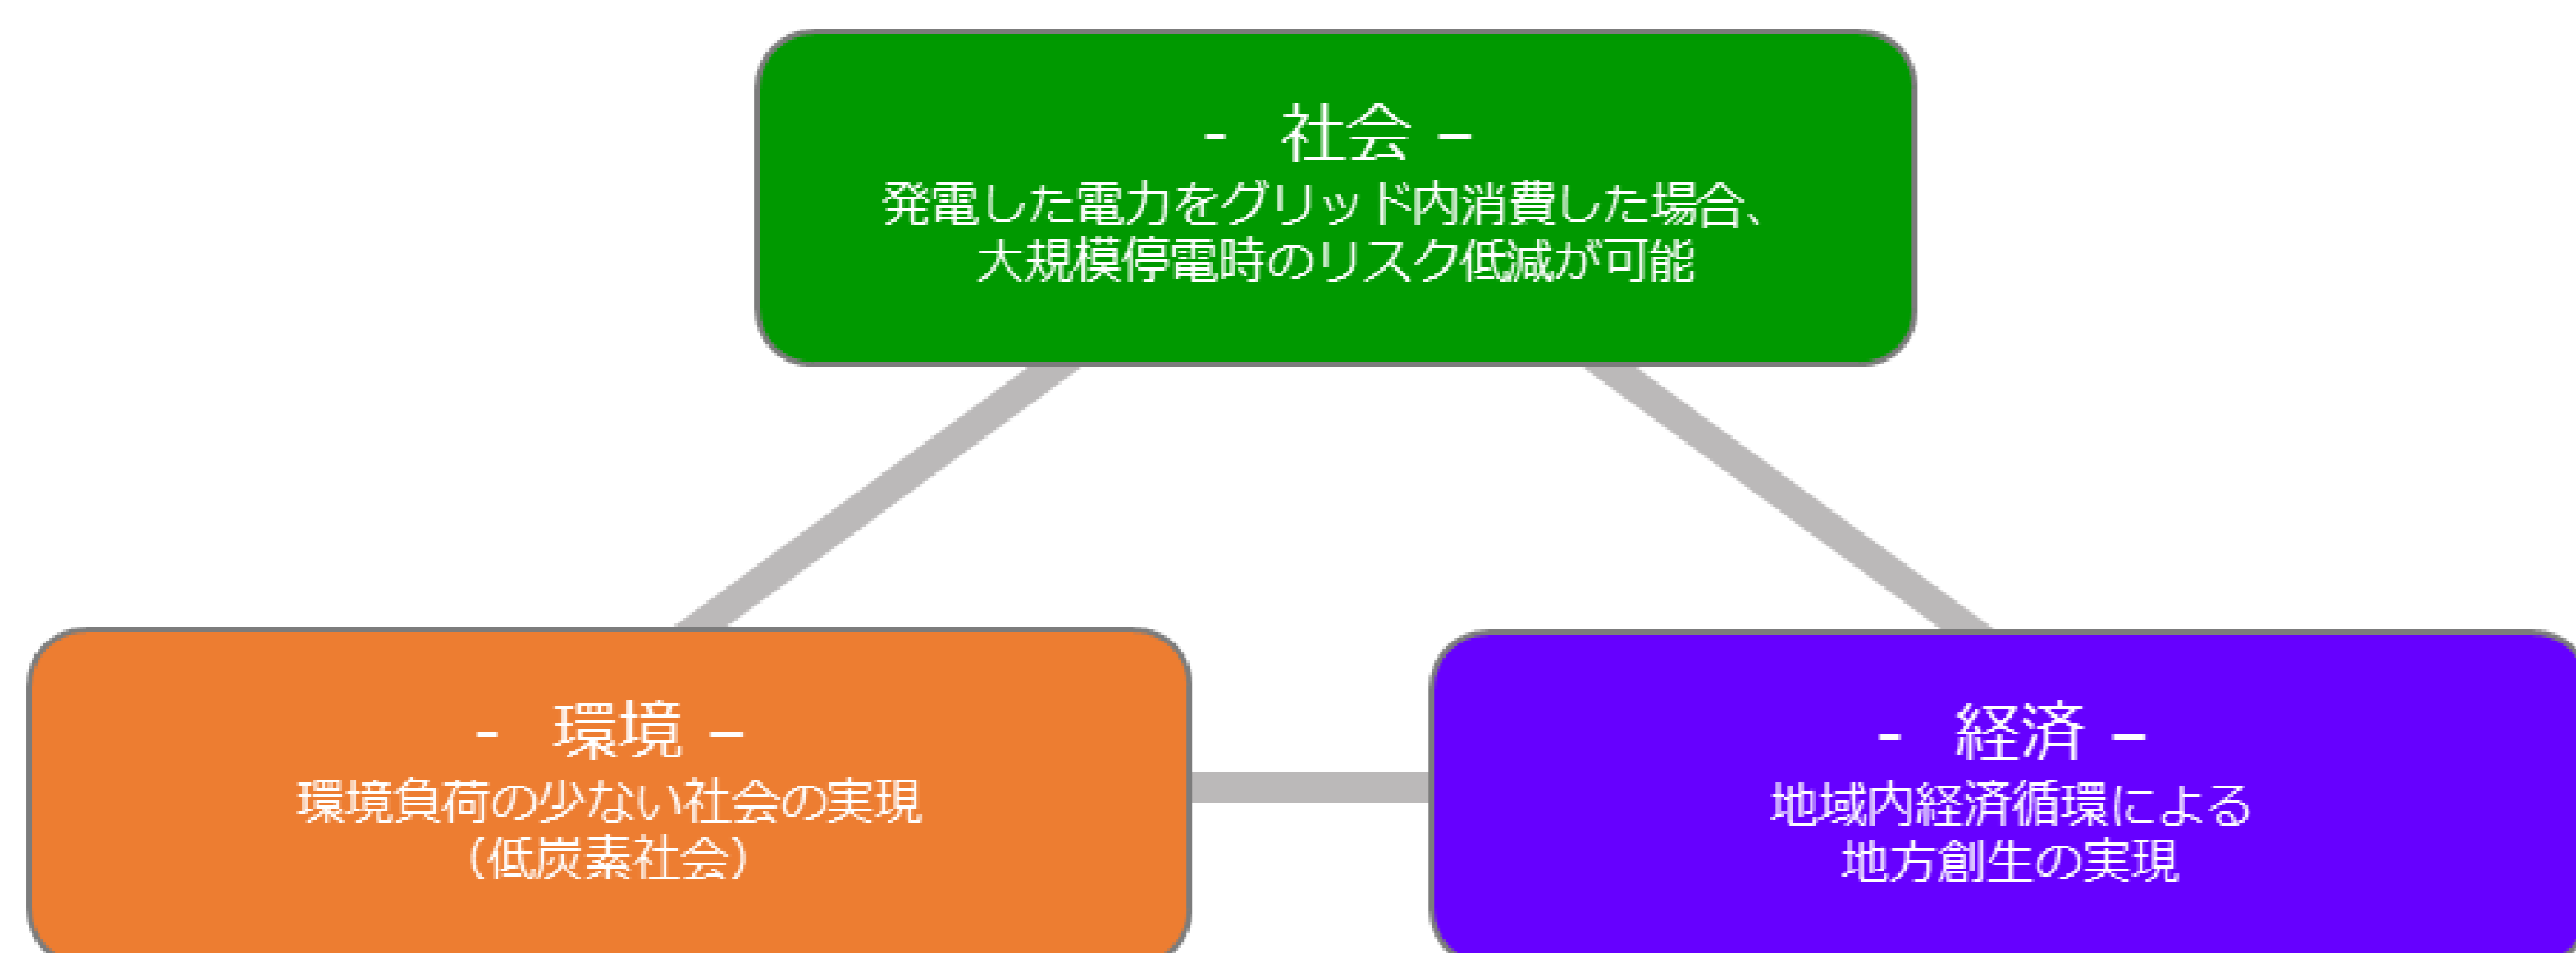 - 社会 –
発電した電力をグリッド内消費した場合、
大規模停電時のリスク低減が可能
- 環境 –
環境負荷の少ない社会の実現
（低炭素社会）
- 経済 –
地域内経済循環による
地方創生の実現